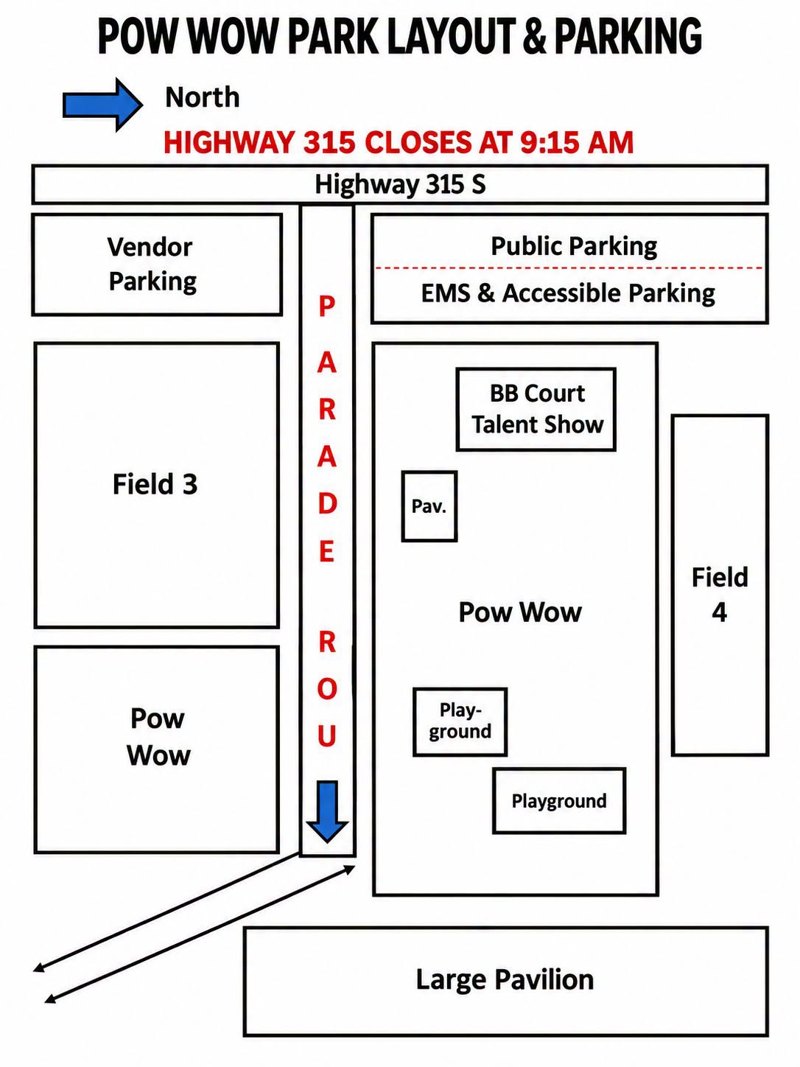 POW WOW PARK LAYOUT & PARKING
North
HIGHWAY 315 CLOSES AT 9:15 AM
Highway 315 S
Vendor
Parking
Public Parking
EMS & Accessible Parking
PARADE ROU
Field 3
BB Court
Talent Show
Pav.
Pow Wow
Field
4
Pow
Wow
Play-
ground
Playground
Large Pavilion